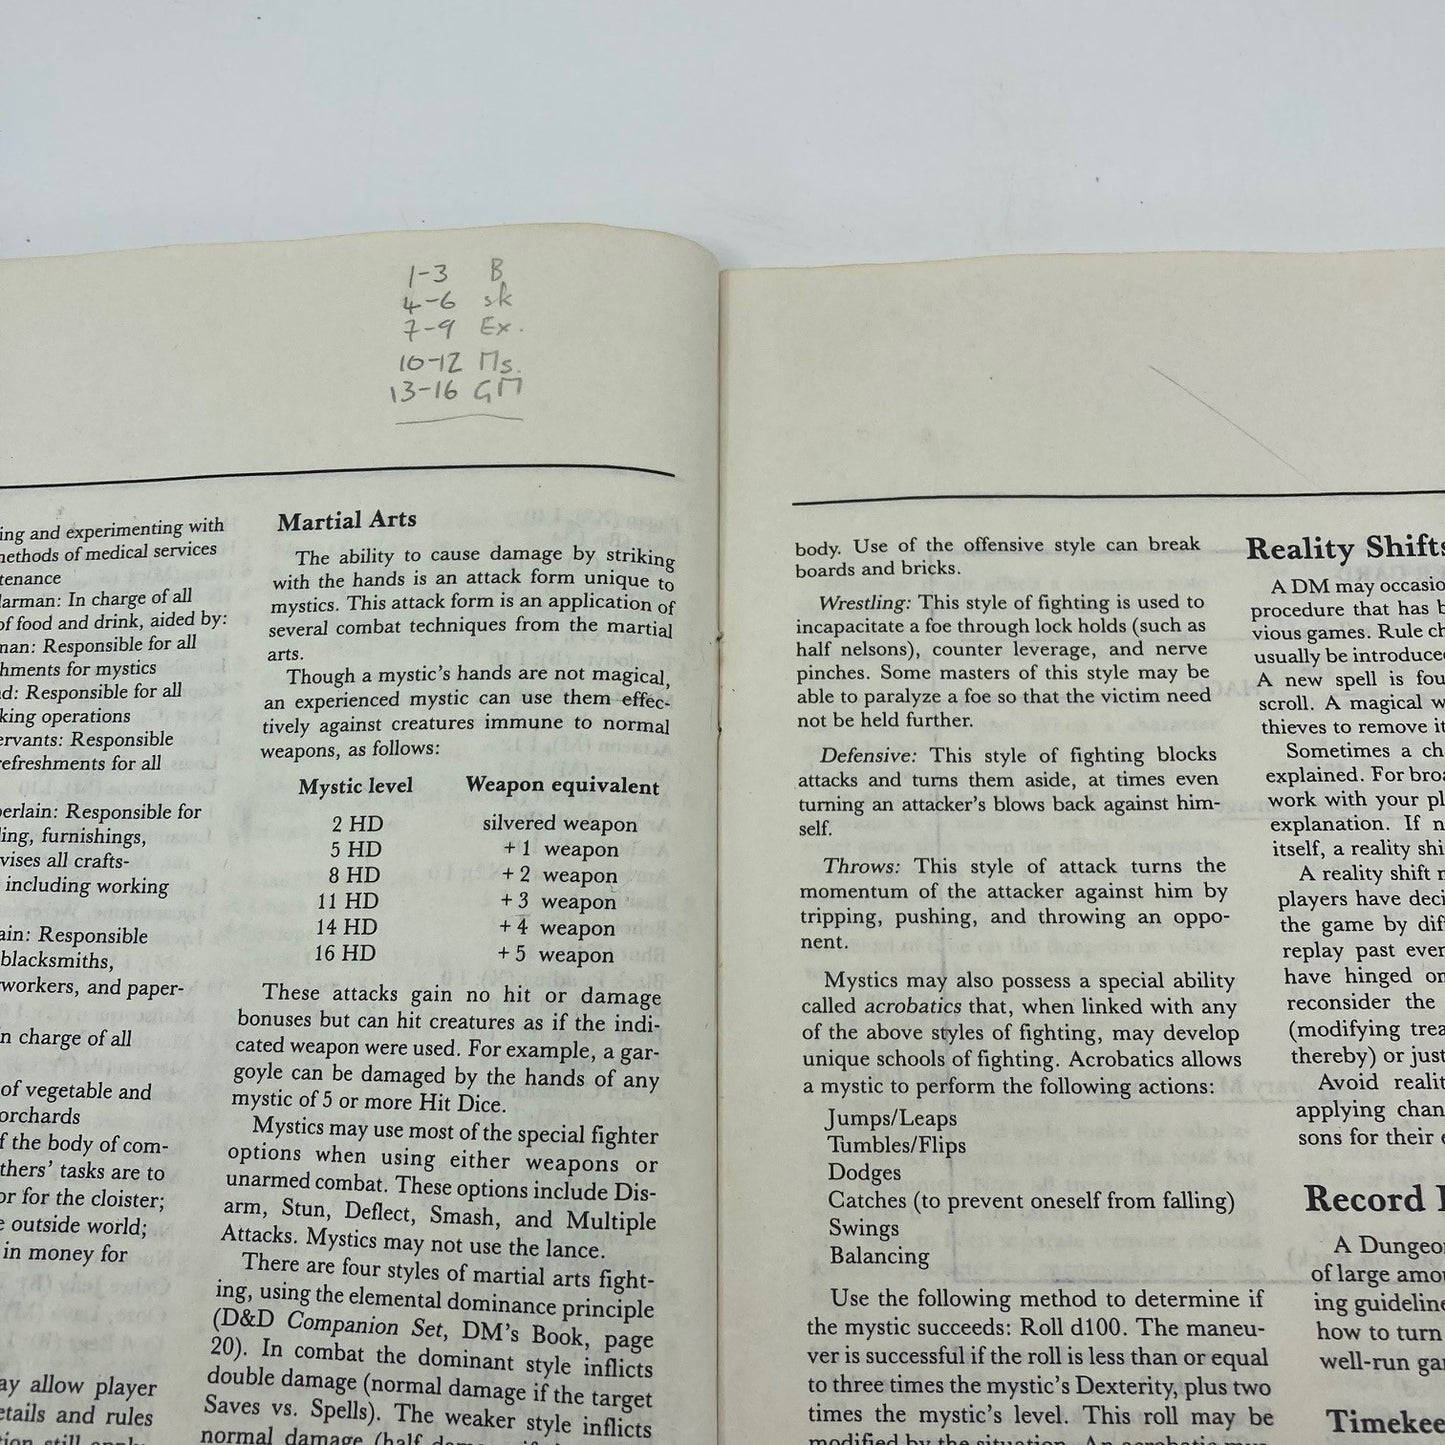 1-3 B
4-6 sk
7-9 Ex.
10-12 Ms.
13-16 GM
ing and experimenting with
methods of medical services
tenance
larman: In charge of all
of food and drink, aided by:
man: Responsible for all
hments for mystics
d: Responsible for all
king operations
ervants: Responsible
refreshments for all
berlain: Responsible for
ling, furnishings,
vises all crafts-
including working
ain: Responsible
blacksmiths,
workers, and paper-
n charge of all
of vegetable and
orchards
f the body of com-
thers' tasks are to
or for the cloister;
e outside world;
in money for
ay allow player
etails and rules
Martial Arts
The ability to cause damage by striking
with the hands is an attack form unique to
mystics. This attack form is an application of
several combat techniques from the martial
arts.
Though a mystic's hands are not magical,
an experienced mystic can use them effec-
tively against creatures immune to normal
weapons, as follows:
Mystic level Weapon equivalent
2 HD silvered weapon
5 HD +1 weapon
8 HD +2 weapon
11 HD +3 weapon
14 HD +4 weapon
16 HD +5 weapon
These attacks gain no hit or damage
bonuses but can hit creatures as if the indi-
cated weapon were used. For example, a gar-
goyle can be damaged by the hands of any
mystic of 5 or more Hit Dice.
Mystics may use most of the special fighter
options when using either weapons or
unarmed combat. These options include Dis-
arm, Stun, Deflect, Smash, and Multiple
Attacks. Mystics may not use the lance.
There are four styles of martial arts fight-
ing, using the elemental dominance principle
(D&D Companion Set, DM's Book, page
20). In combat the dominant style inflicts
double damage (normal damage if the target
Saves vs. Spells). The weaker style inflicts
normal damage (half
body. Use of the offensive style can break
boards and bricks.
Wrestling: This style of fighting is used to
incapacitate a foe through lock holds (such as
half nelsons), counter leverage, and nerve
pinches. Some masters of this style may be
able to paralyze a foe so that the victim need
not be held further.
Defensive: This style of fighting blocks
attacks and turns them aside, at times even
turning an attacker's blows back against him-
self.
Throws: This style of attack turns the
momentum of the attacker against him by
tripping, pushing, and throwing an oppo-
nent.
Mystics may also possess a special ability
called acrobatics that, when linked with any
of the above styles of fighting, may develop
unique schools of fighting. Acrobatics allows
a mystic to perform the following actions:
Jumps/Leaps
Tumbles/Flips
Dodges
Catches (to prevent oneself from falling)
Swings
Balancing
Use the following method to determine if
the mystic succeeds: Roll d100. The maneu-
ver is successful if the roll is less than or equal
to three times the mystic's Dexterity, plus two
times the mystic's level. This roll may be
modified by the situation. An acrobatic
Reality Shifts
A DM may occasio
procedure that has b
vious games. Rule ch
usually be introduced
A new spell is fou
scroll. A magical w
thieves to remove it
Sometimes a ch
explained. For broa
work with your pl
explanation. If n
itself, a reality shi
A reality shift m
players have deci
the game by dif
replay past even
have hinged on
reconsider the
(modifying trea
thereby) or just
Avoid realit
applying chan
sons for their e
Record
A Dungeon
of large amou
ing guideline
how to turn
well-run ga
Timekee